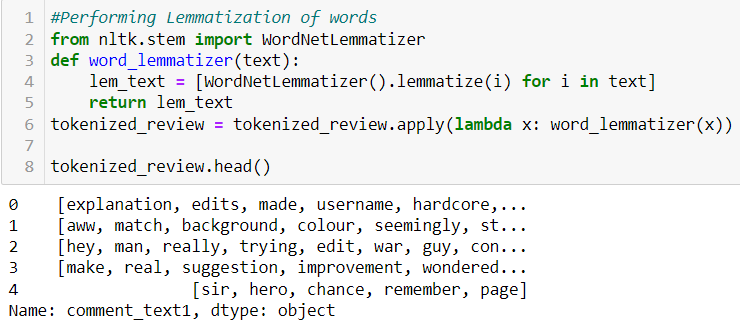 1 #Performing Lemmatization of words
2 from nltk.stem import WordNetLemmatizer
3 def word_lemmatizer(text):
4     lem_text = [WordNetLemmatizer().lemmatize(i) for i in text]
5     return lem_text
6 tokenized_review = tokenized_review.apply(lambda x: word_lemmatizer(x))
7
8 tokenized_review.head()
0    [explanation, edits, made, username, hardcore,...
1    [aww, match, background, colour, seemingly, st...
2    [hey, man, really, trying, edit, war, guy, con...
3    [make, real, suggestion, improvement, wondered...
4                 [sir, hero, chance, remember, page]
Name: comment_text1, dtype: object